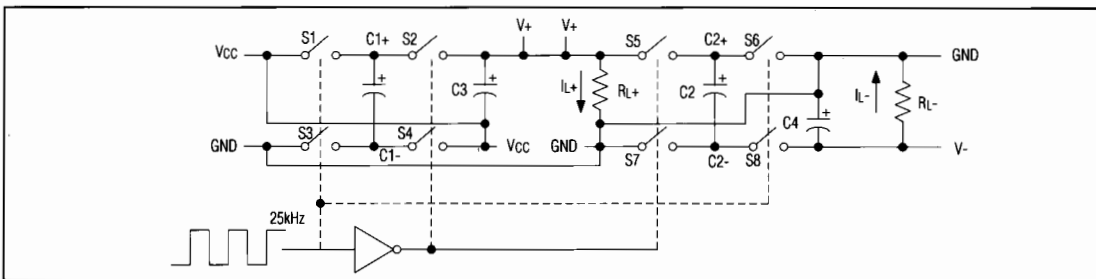 V+ V+
S1 C1+ S2 S5 C2+ S6
VCC GND
C3 IL+ RL+ C2 IL- RL-
C4
S3 S4 S7 S8
GND C1- VCC GND C2- V-
25kHz